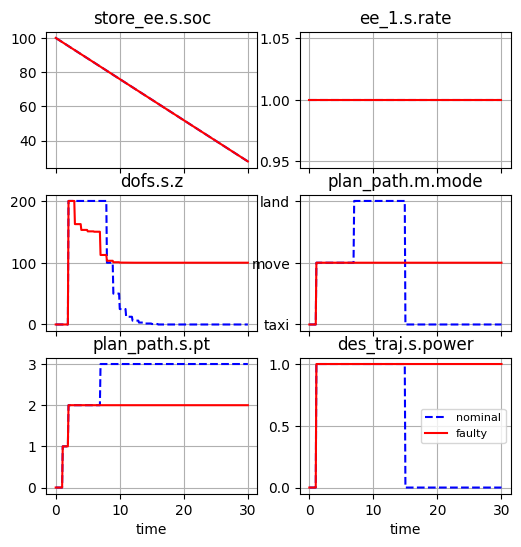 store_ee.s.soc
100
80
60
40
ee_1.s.rate
1.05
1.00
0.95
dofs.s.z
200
100
0
plan_path.m.mode
land
move
taxi
plan_path.s.pt
3
2
1
0
0 10 20 30
time
des_traj.s.power
1.0
0.5
0.0
nominal
faulty
0 10 20 30
time